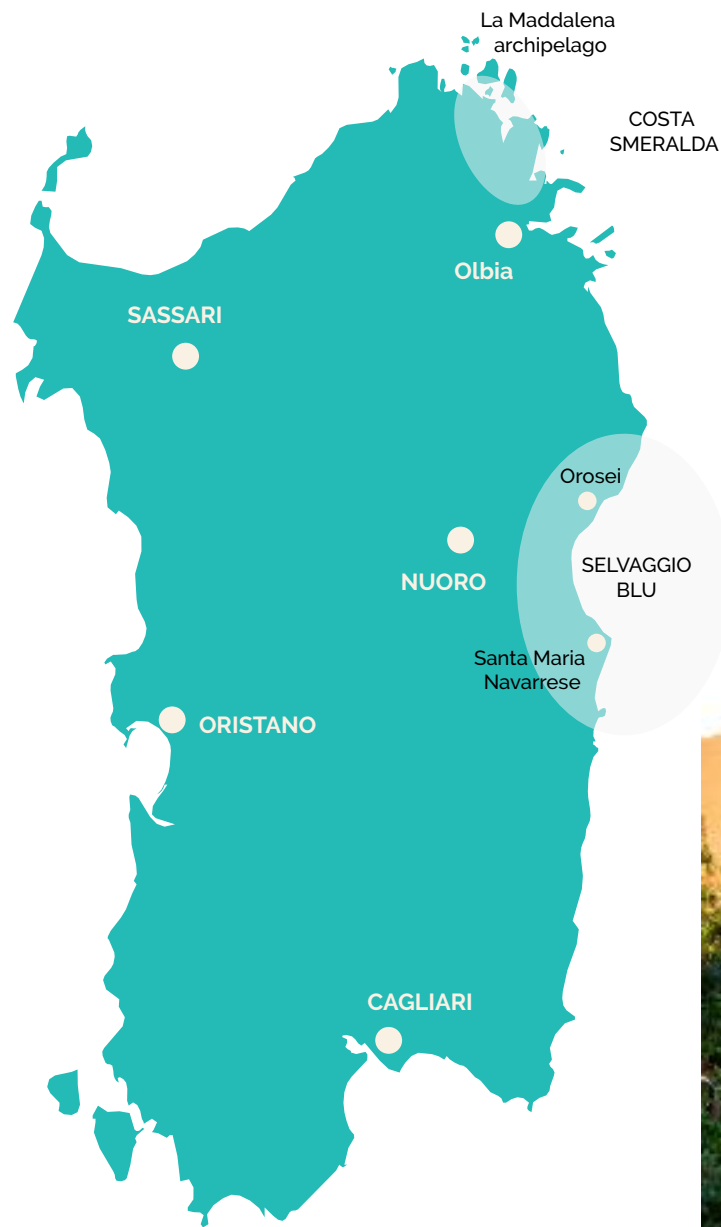 La Maddalena
archipelago
COSTA
SMERALDA
Olbia
SASSARI
Orosei
NUORO
SELVAGGIO
BLU
Santa Maria
Navarrese
ORISTANO
CAGLIARI